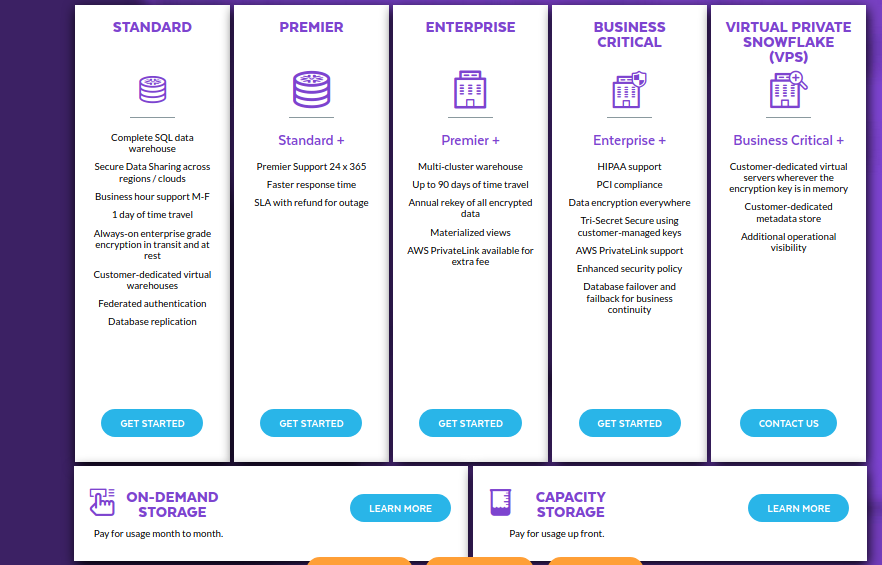 STANDARD
Complete SQL data
warehouse
Secure Data Sharing across
regions / clouds
Business hour support M-F
1 day of time travel
Always-on enterprise grade
encryption in transit and at
rest
Customer-dedicated virtual
warehouses
Federated authentication
Database replication
GET STARTED
PREMIER
Standard +
Premier Support 24 x 365
Faster response time
SLA with refund for outage
GET STARTED
ENTERPRISE
Premier +
Multi-cluster warehouse
Up to 90 days of time travel
Annual rekey of all encrypted
data
Materialized views
AWS PrivateLink available for
extra fee
GET STARTED
BUSINESS
CRITICAL
Enterprise +
HIPAA support
PCI compliance
Data encryption everywhere
Tri-Secret Secure using
customer-managed keys
AWS PrivateLink support
Enhanced security policy
Database failover and
failback for business
continuity
GET STARTED
VIRTUAL PRIVATE
SNOWFLAKE
(VPS)
Business Critical +
Customer-dedicated virtual
servers wherever the
encryption key is in memory
Customer-dedicated
metadata store
Additional operational
visibility
CONTACT US
ON-DEMAND
STORAGE
LEARN MORE
Pay for usage month to month.
CAPACITY
STORAGE
LEARN MORE
Pay for usage up front.